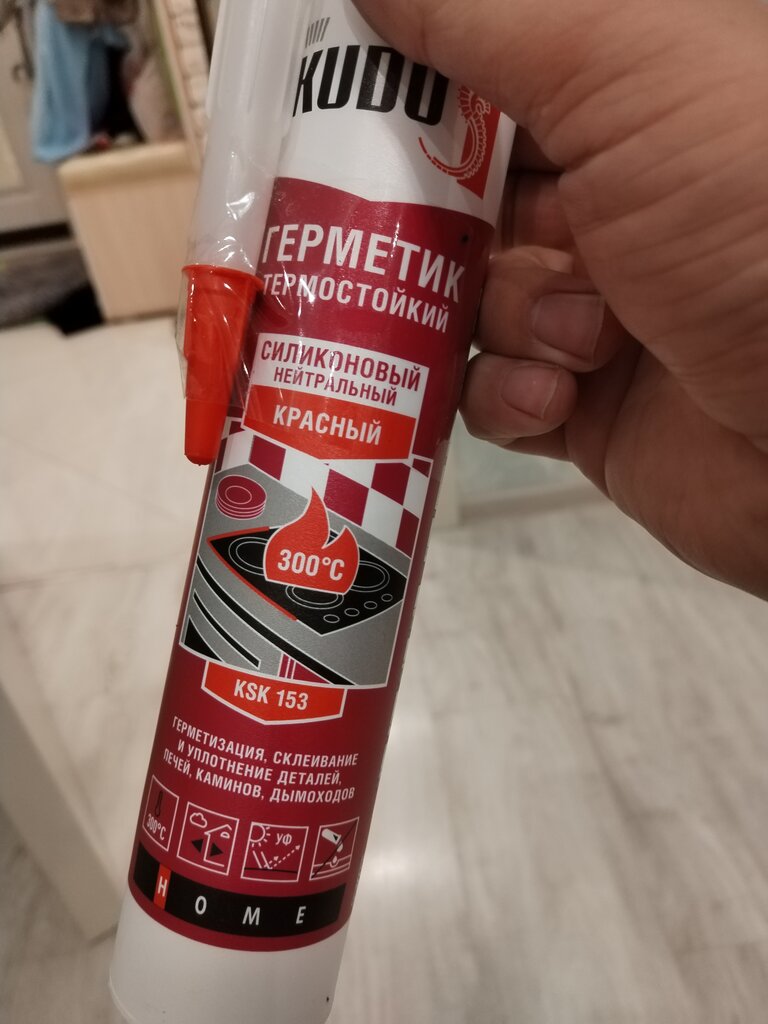 KUDO
ГЕРМЕТИК
ТЕРМОСТОЙКИЙ
СИЛИКОНОВЫЙ
НЕЙТРАЛЬНЫЙ
КРАСНЫЙ
300°C
KSK 153
ГЕРМЕТИЗАЦИЯ, СКЛЕИВАНИЕ
И УПЛОТНЕНИЕ ДЕТАЛЕЙ,
ПЕЧЕЙ, КАМИНОВ, ДЫМОХОДОВ
300°C
УФ
HOME